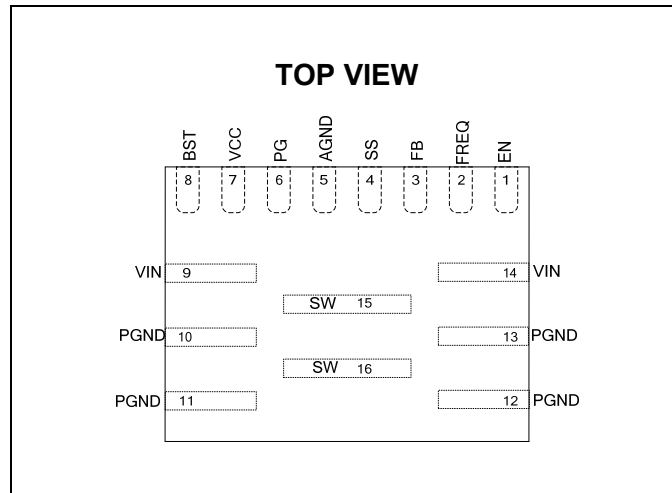 TOP VIEW
BST VCC PG AGND SS FB FREQ EN
8 7 6 5 4 3 2 1
VIN 9 14 VIN
SW 15
PGND 10 13 PGND
SW 16
PGND 11 12 PGND